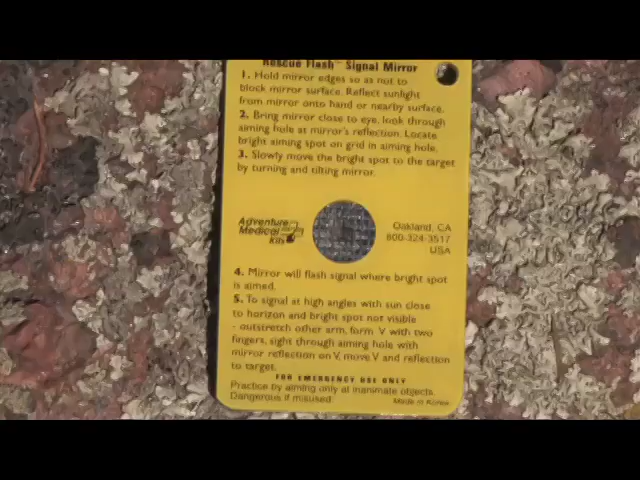 Rescue Flash™ Signal Mirror
1. Hold mirror edges so as not to
block mirror surface. Reflect sunlight
from mirror onto hand or nearby surface.
2. Bring mirror close to eye, look through
aiming hole at mirror's reflection. Locate
bright aiming spot on grid in aiming hole.
3. Slowly move the bright spot to the target
by turning and tilting mirror.
Adventure
Medical
Kits
Oakland, CA
800-324-3517
USA
4. Mirror will flash signal where bright spot
is aimed.
5. To signal at high angles with sun close
to horizon and bright spot not visible
- outstretch other arm, form V with two
fingers, sight through aiming hole with
mirror reflection on V, move V and reflection
to target.
FOR EMERGENCY USE ONLY
Practice by aiming only at inanimate objects.
Dangerous if misused.
Made in Korea